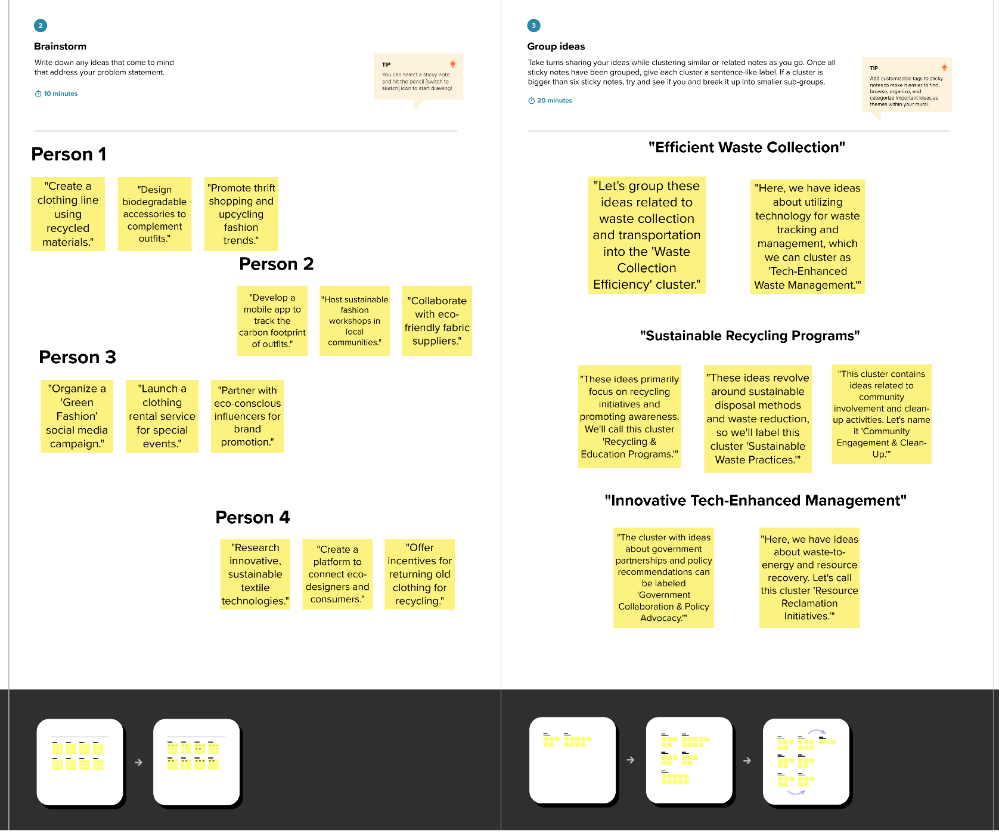 2
Brainstorm
Write down any ideas that come to mind
that address your problem statement.
10 minutes
TIP
You can select a sticky note
and hit the pencil [switch to
sketch] icon to start drawing!
Person 1
"Create a
clothing line
using
recycled
materials."
"Design
biodegradable
accessories to
complement
outfits."
"Promote thrift
shopping and
upcycling
fashion
trends."
Person 2
"Develop a
mobile app to
track the
carbon footprint
of outfits."
"Host sustainable
fashion
workshops in
local
communities."
"Collaborate
with eco-
friendly fabric
suppliers."
Person 3
"Organize a
'Green
Fashion'
social media
campaign."
"Launch a
clothing
rental service
for special
events."
"Partner with
eco-conscious
influencers for
brand
promotion."
Person 4
"Research
innovative,
sustainable
textile
technologies."
"Create a
platform to
connect eco-
designers and
consumers."
"Offer
incentives for
returning old
clothing for
recycling."
3
Group ideas
Take turns sharing your ideas while clustering similar or related notes as you go. Once all
sticky notes have been grouped, give each cluster a sentence-like label. If a cluster is
bigger than six sticky notes, try and see if you and break it up into smaller sub-groups.
20 minutes
TIP
Add customizable tags to sticky
notes to make it easier to find,
browse, organize, and
categorize important ideas as
themes within your mural.
"Efficient Waste Collection"
"Let's group these
ideas related to
waste collection
and transportation
into the 'Waste
Collection
Efficiency' cluster."
"Here, we have ideas
about utilizing
technology for waste
tracking and
management, which
we can cluster as
'Tech-Enhanced
Waste Management.'"
"Sustainable Recycling Programs"
"These ideas primarily
focus on recycling
initiatives and
promoting awareness.
We'll call this cluster
'Recycling &
Education Programs.'"
"These ideas revolve
around sustainable
disposal methods
and waste reduction,
so we'll label this
cluster 'Sustainable
Waste Practices.'"
"This cluster contains
ideas related to
community
involvement and clean-
up activities. Let's name
it 'Community
Engagement & Clean-
Up.'"
"Innovative Tech-Enhanced Management"
"The cluster with ideas
about government
partnerships and policy
recommendations can
be labeled
'Government
Collaboration & Policy
Advocacy.'"
"Here, we have ideas
about waste-to-
energy and resource
recovery. Let's call
this cluster 'Resource
Reclamation
Initiatives.'"